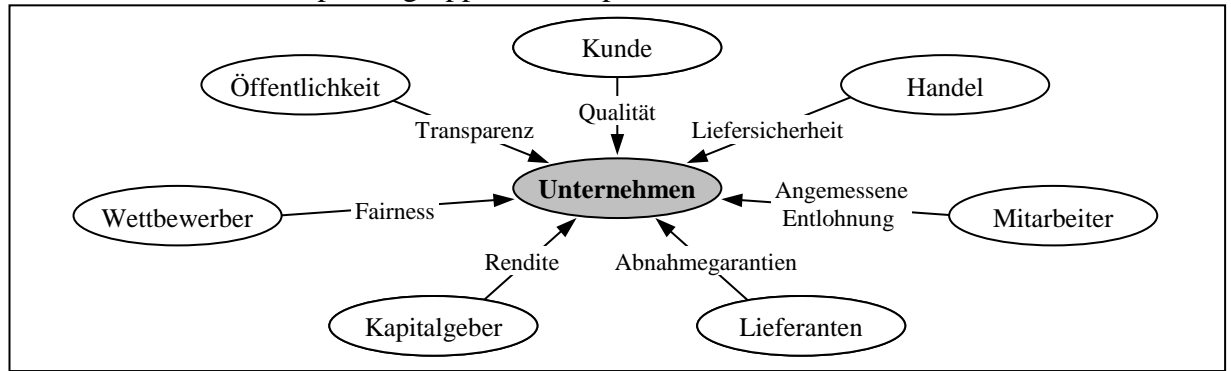 Kunde
Öffentlichkeit
Handel
Qualität
Transparenz
Liefersicherheit
Unternehmen
Angemessene
Entlohnung
Wettbewerber
Fairness
Mitarbeiter
Rendite
Abnahmegarantien
Kapitalgeber
Lieferanten